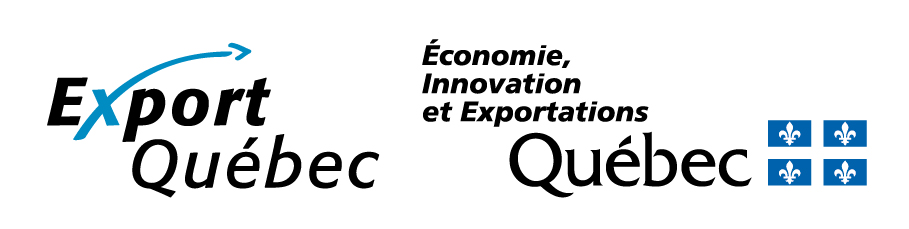 Export
Québec
Économie,
Innovation
et Exportations
Québec